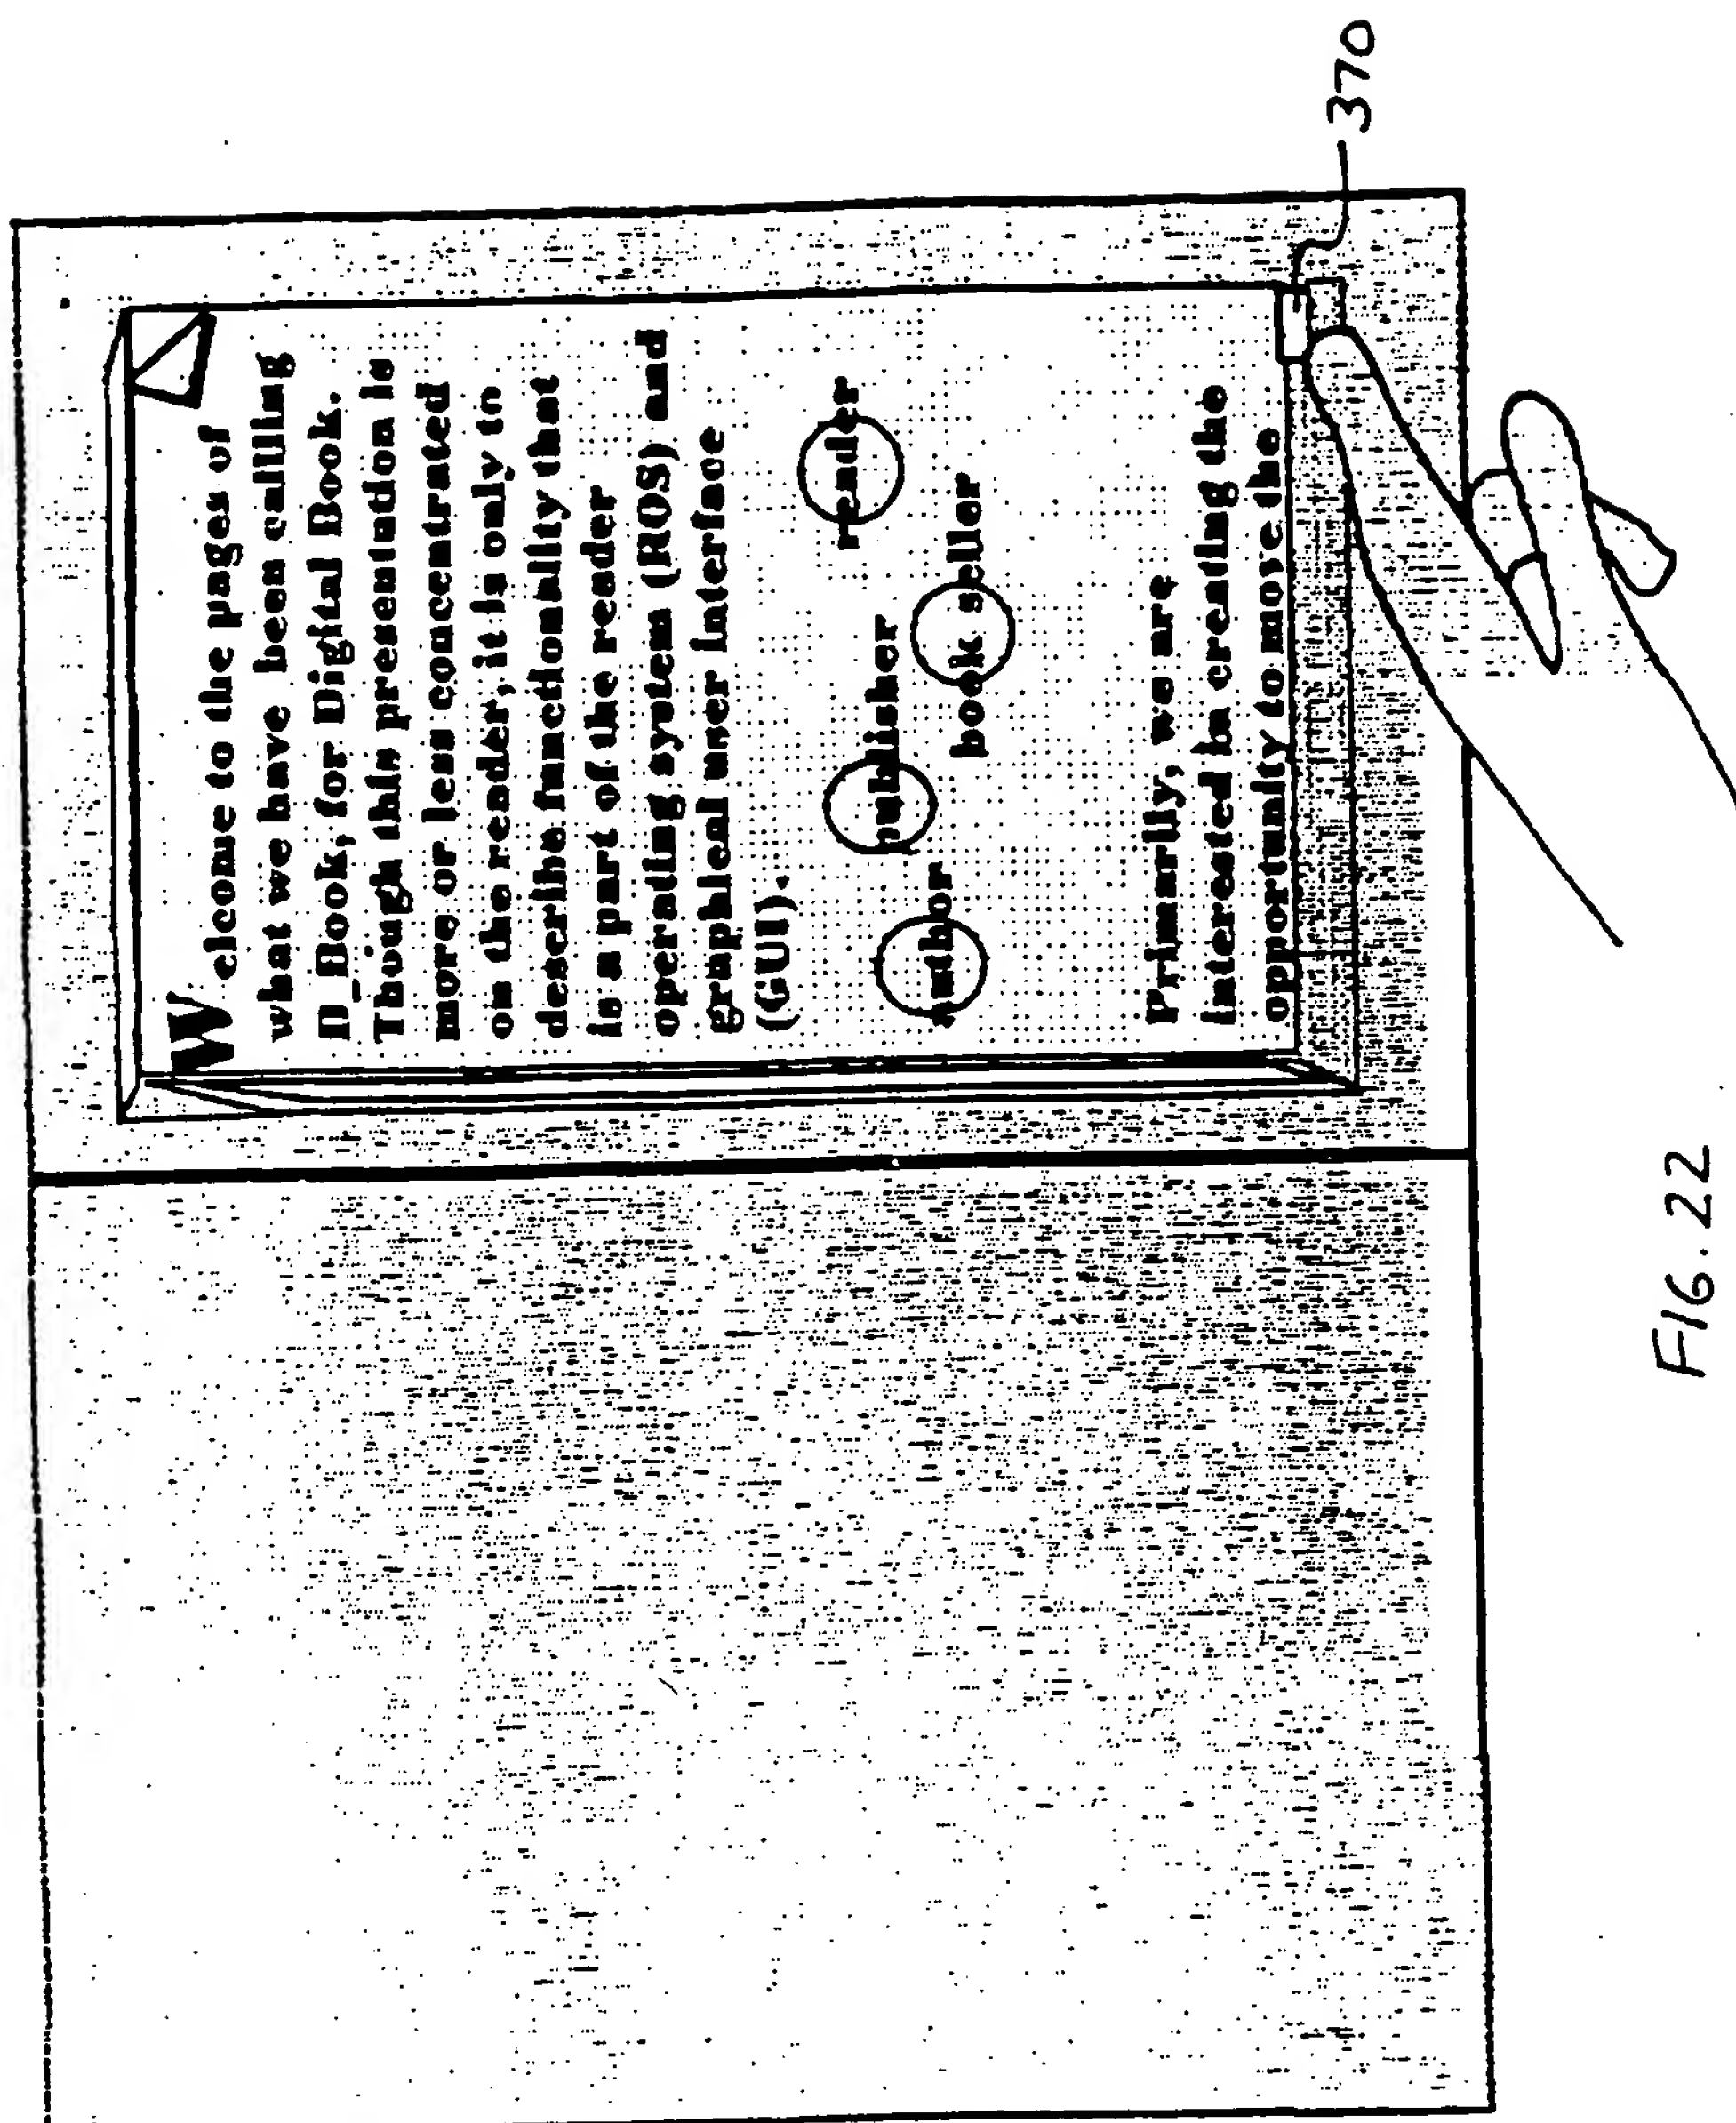 Welcome to the pages of
what we have been calling
D_Book, for Digital Book.
Though this presentation is
more or less concentrated
on the reader, it is only to
describe functionality that
is a part of the reader
operating system (ROS) and
graphical user interface
(GUI).
Author publisher book seller reader
Primarily, we are
interested in creating the
opportunity to move the
370
FIG. 22